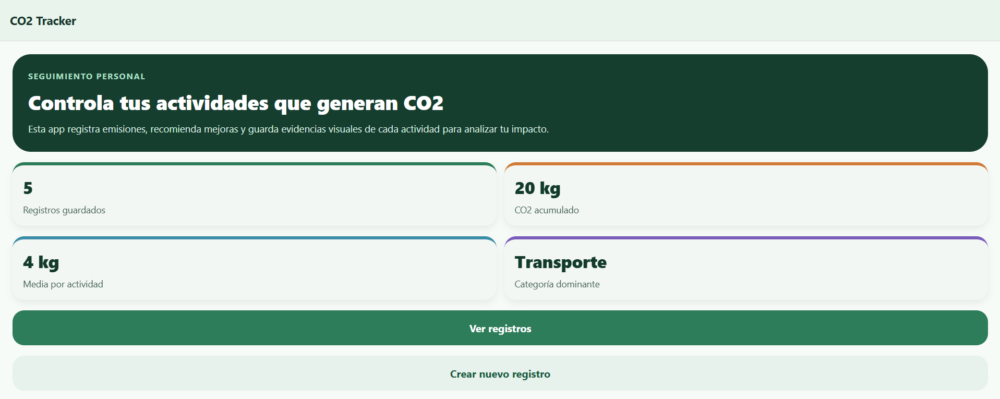 CO2 Tracker
SEGUIMIENTO PERSONAL
Controla tus actividades que generan CO2
Esta app registra emisiones, recomienda mejoras y guarda evidencias visuales de cada actividad para analizar tu impacto.
5
Registros guardados
20 kg
CO2 acumulado
4 kg
Media por actividad
Transporte
Categoría dominante
Ver registros
Crear nuevo registro